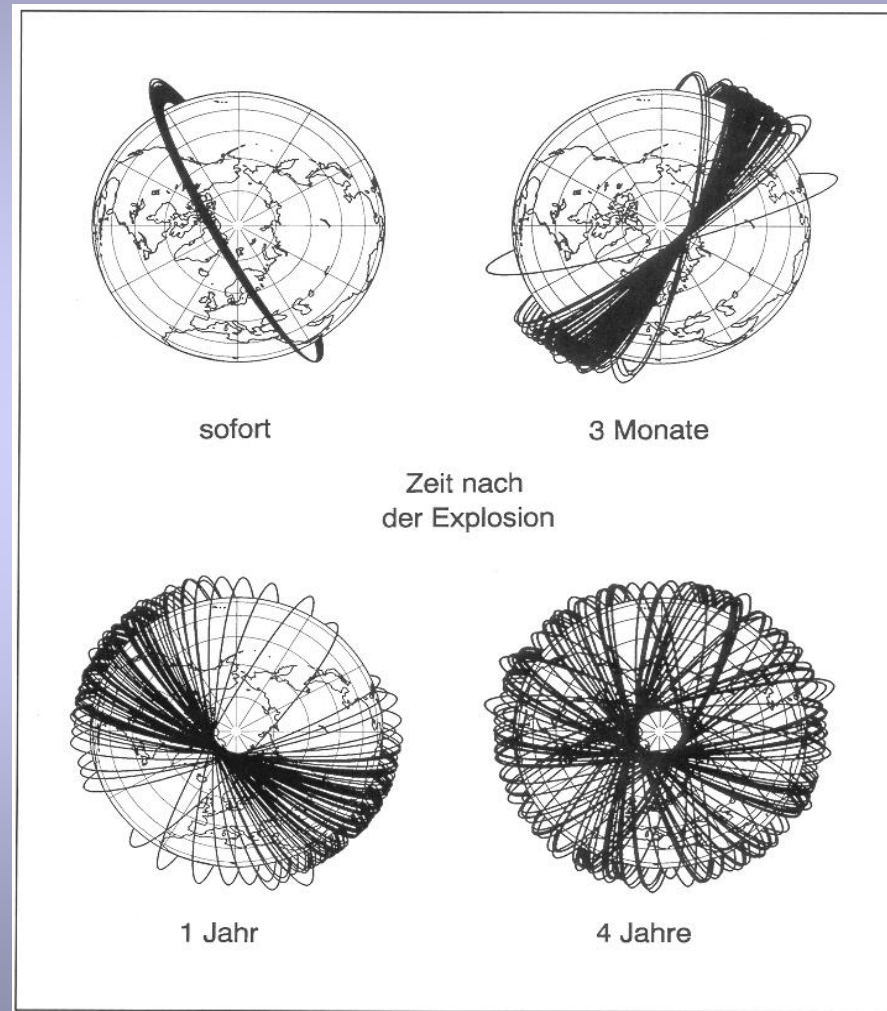 sofort
3 Monate
Zeit nach
der Explosion
1 Jahr
4 Jahre